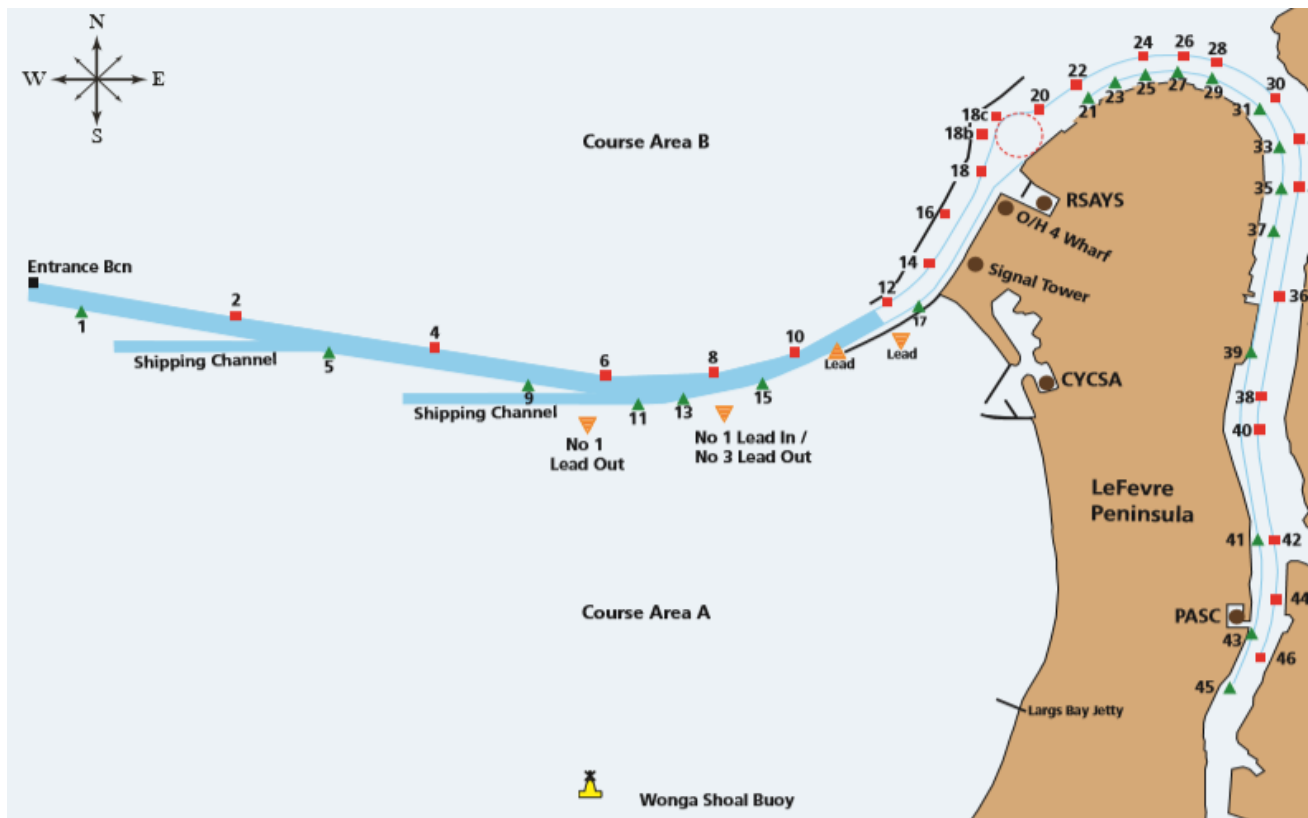 N
W
E
S
24
26
28
22
30
20
23
25
27
29
18c
21
31
18b
Course Area B
33
18
35
RSAYS
16
O/H 4 Wharf
37
14
Signal Tower
Entrance Bcn
12
36
2
17
1
4
10
Lead
39
Shipping Channel
5
6
8
Lead
CYCSA
9
15
38
Shipping Channel
11
13
40
No 1
Lead Out
No 1 Lead In /
No 3 Lead Out
LeFevre
Peninsula
41
42
Course Area A
44
PASC
43
46
45
Largs Bay Jetty
Wonga Shoal Buoy